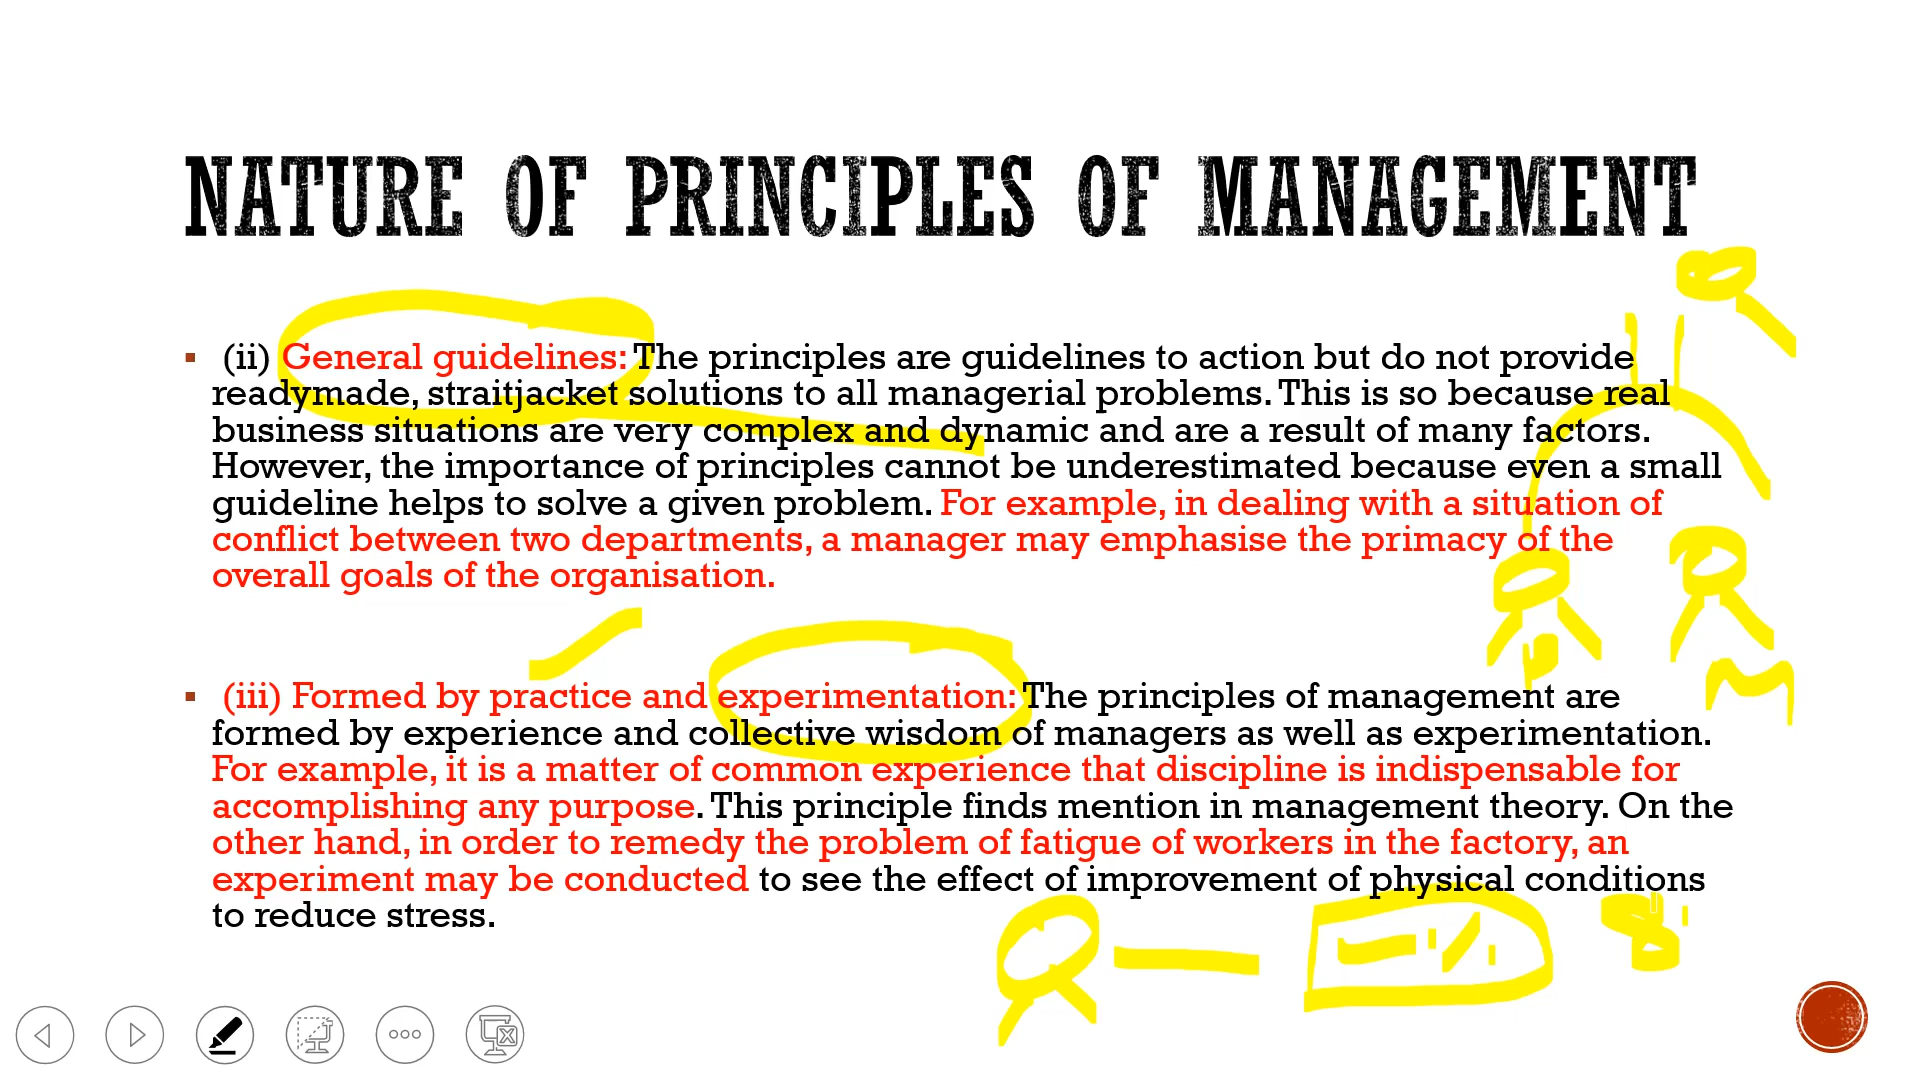 NATURE OF PRINCIPLES OF MANAGEMENT
▪ (ii) General guidelines: The principles are guidelines to action but do not provide
readymade, straitjacket solutions to all managerial problems. This is so because real
business situations are very complex and dynamic and are a result of many factors.
However, the importance of principles cannot be underestimated because even a small
guideline helps to solve a given problem. For example, in dealing with a situation of
conflict between two departments, a manager may emphasise the primacy of the
overall goals of the organisation.
▪ (iii) Formed by practice and experimentation: The principles of management are
formed by experience and collective wisdom of managers as well as experimentation.
For example, it is a matter of common experience that discipline is indispensable for
accomplishing any purpose. This principle finds mention in management theory. On the
other hand, in order to remedy the problem of fatigue of workers in the factory, an
experiment may be conducted to see the effect of improvement of physical conditions
to reduce stress.